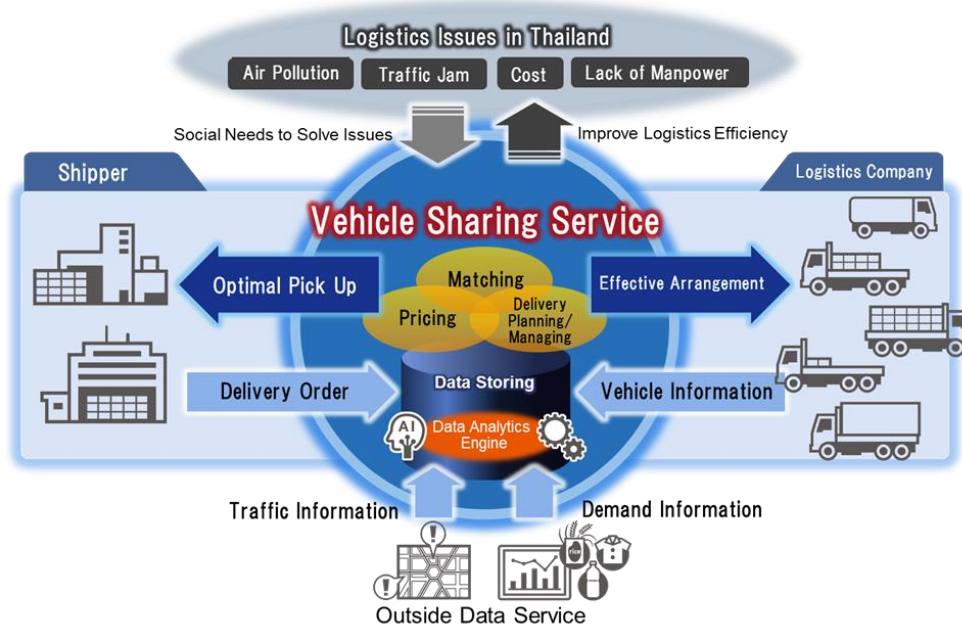 Logistics Issues in Thailand
Air Pollution
Traffic Jam
Cost
Lack of Manpower
Social Needs to Solve Issues
Improve Logistics Efficiency
Shipper
Logistics Company
Vehicle Sharing Service
Optimal Pick Up
Matching
Effective Arrangement
Pricing
Delivery
Planning/
Managing
Delivery Order
Data Storing
Vehicle Information
AI
Data Analytics
Engine
Traffic Information
Demand Information
rice
Outside Data Service